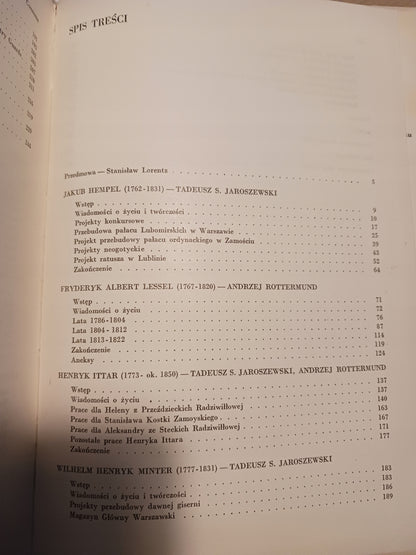 SPIS TREŚCI
Przedmowa — Stanisław Lorentz . . . 5
JAKUB HEMPEL (1762-1831) — TADEUSZ S. JAROSZEWSKI
Wstęp . . . 9
Wiadomości o życiu i twórczości . . . 10
Projekty konkursowe . . . 17
Przebudowa pałacu Lubomirskich w Warszawie . . . 25
Projekt przebudowy pałacu ordynackiego w Zamościu . . . 39
Projekty neogotyckie . . . 43
Projekt ratusza w Lublinie . . . 52
Zakończenie . . . 64
FRYDERYK ALBERT LESSEL (1767-1820) — ANDRZEJ ROTTERMUND
Wstęp . . . 71
Wiadomości o życiu . . . 72
Lata 1786-1804 . . . 76
Lata 1804-1812 . . . 87
Lata 1813-1822 . . . 114
Zakończenie . . . 119
Aneksy . . . 124
HENRYK ITTAR (1773 - ok. 1850) — TADEUSZ S. JAROSZEWSKI, ANDRZEJ ROTTERMUND
Wstęp . . . 137
Wiadomości o życiu . . . 137
Prace dla Heleny z Przeździeckich Radziwiłłowej . . . 140
Prace dla Stanisława Kostki Zamoyskiego . . . 163
Prace dla Aleksandry ze Steckich Radziwiłłowej . . . 167
Pozostałe prace Henryka Ittara . . . 171
Zakończenie . . . 177
WILHELM HENRYK MINTER (1777-1831) — TADEUSZ S. JAROSZEWSKI
Wstęp . . . 183
Wiadomości o życiu i twórczości . . . 183
Projekty przebudowy dawnej giserni . . . 186
Magazyn Główny Warszawski . . . 189